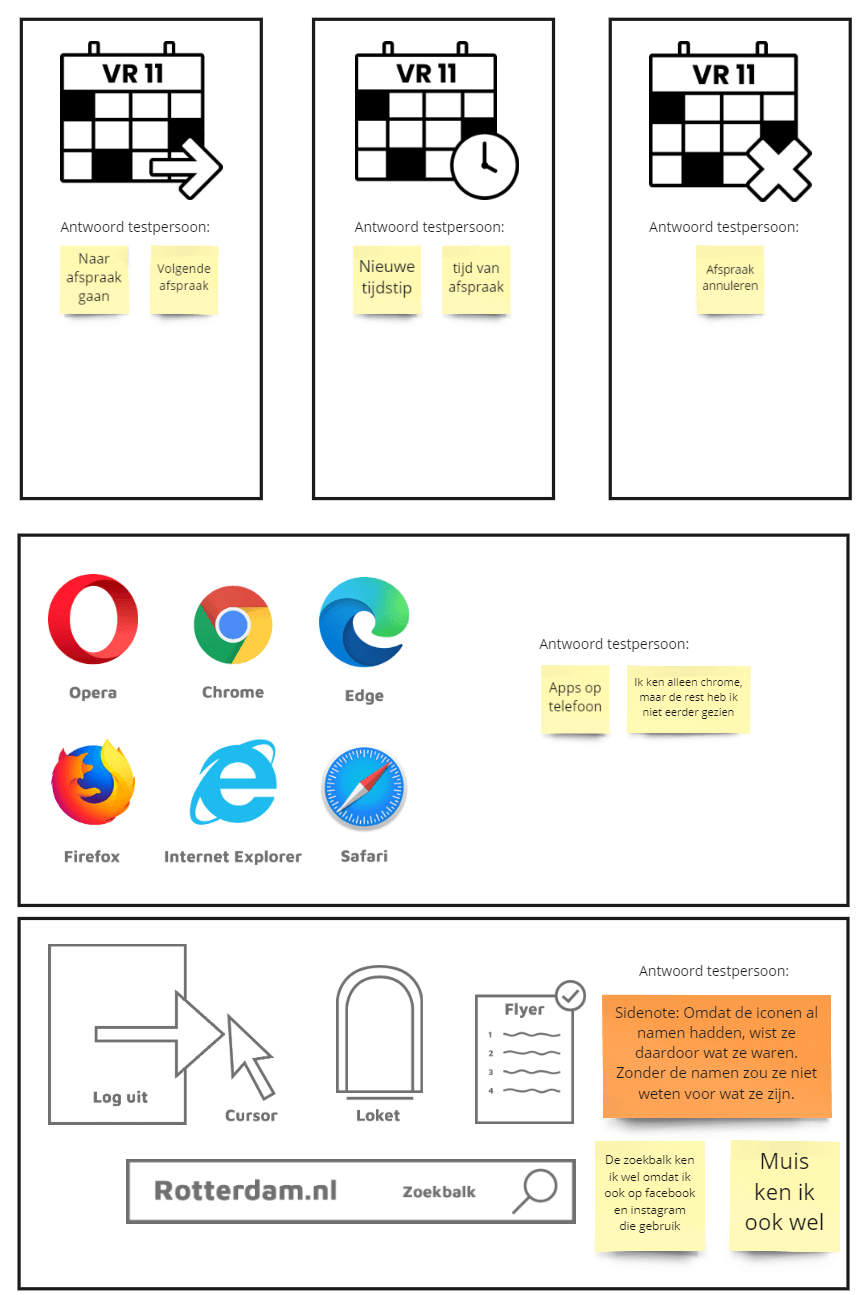 VR 11
Antwoord testpersoon:
Naar
afspraak
gaan
Volgende
afspraak
VR 11
Antwoord testpersoon:
Nieuwe
tijdstip
tijd van
afspraak
VR 11
Antwoord testpersoon:
Afspraak
annuleren
Opera
Chrome
Edge
Firefox
Internet Explorer
Safari
Antwoord testpersoon:
Apps op
telefoon
Ik ken alleen chrome,
maar de rest heb ik
niet eerder gezien
Log uit
Cursor
Loket
Flyer
1
2
3
4
Rotterdam.nl
Zoekbalk
Antwoord testpersoon:
Sidenote: Omdat de iconen al
namen hadden, wist ze
daardoor wat ze waren.
Zonder de namen zou ze niet
weten voor wat ze zijn.
De zoekbalk ken
ik wel omdat ik
ook op facebook
en instagram
die gebruik
Muis
ken ik
ook wel